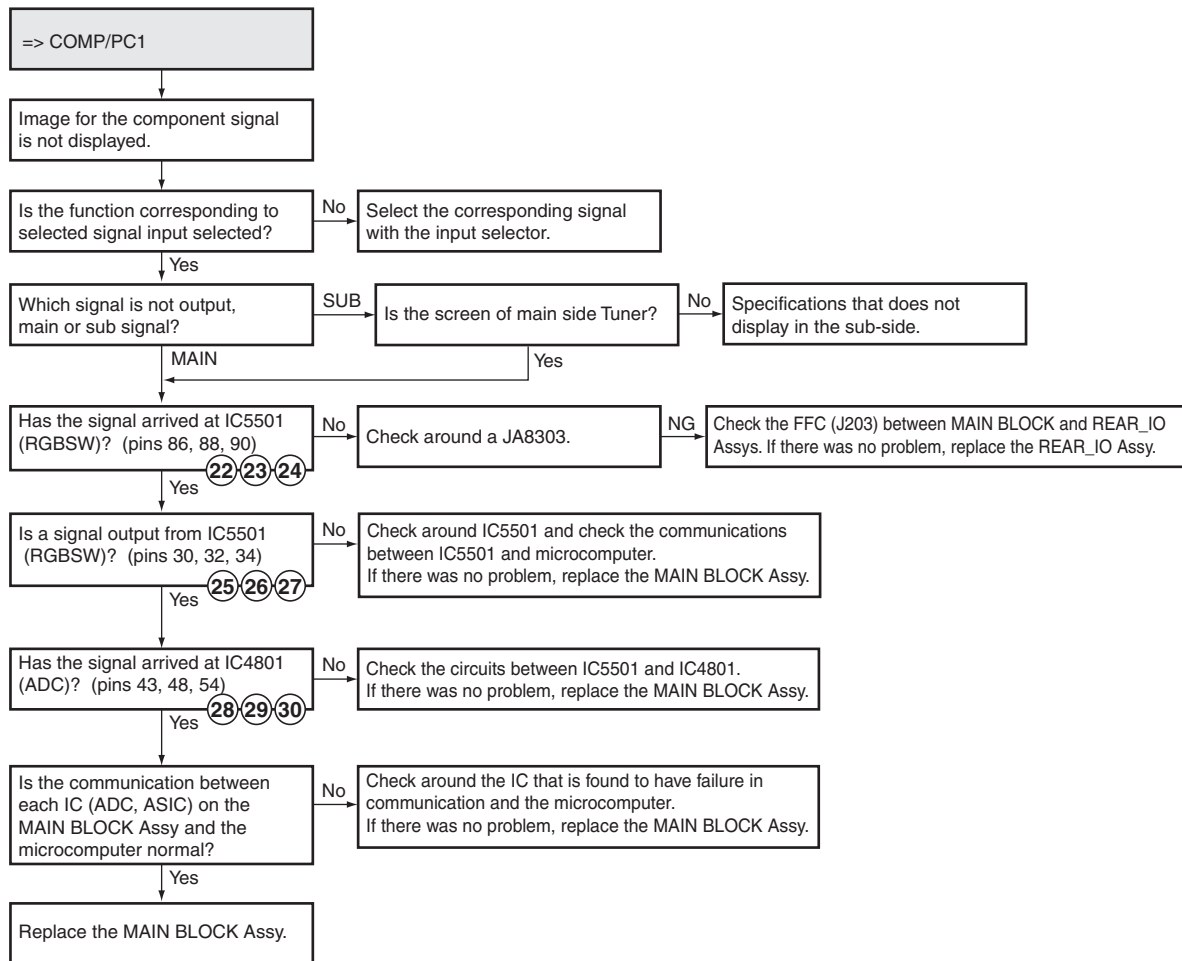 => COMP/PC1
Image for the component signal
is not displayed.
Is the function corresponding to
selected signal input selected?
No
Select the corresponding signal
with the input selector.
Yes
Which signal is not output,
main or sub signal?
SUB
Is the screen of main side Tuner?
No
Specifications that does not
display in the sub-side.
MAIN
Yes
Has the signal arrived at IC5501
(RGBSW)? (pins 86, 88, 90)
No
Check around a JA8303.
NG
Check the FFC (J203) between MAIN BLOCK and REAR_IO
Assys. If there was no problem, replace the REAR_IO Assy.
22 23 24
Yes
Is a signal output from IC5501
(RGBSW)? (pins 30, 32, 34)
No
Check around IC5501 and check the communications
between IC5501 and microcomputer.
If there was no problem, replace the MAIN BLOCK Assy.
25 26 27
Yes
Has the signal arrived at IC4801
(ADC)? (pins 43, 48, 54)
No
Check the circuits between IC5501 and IC4801.
If there was no problem, replace the MAIN BLOCK Assy.
28 29 30
Yes
Is the communication between
each IC (ADC, ASIC) on the
MAIN BLOCK Assy and the
microcomputer normal?
No
Check around the IC that is found to have failure in
communication and the microcomputer.
If there was no problem, replace the MAIN BLOCK Assy.
Yes
Replace the MAIN BLOCK Assy.